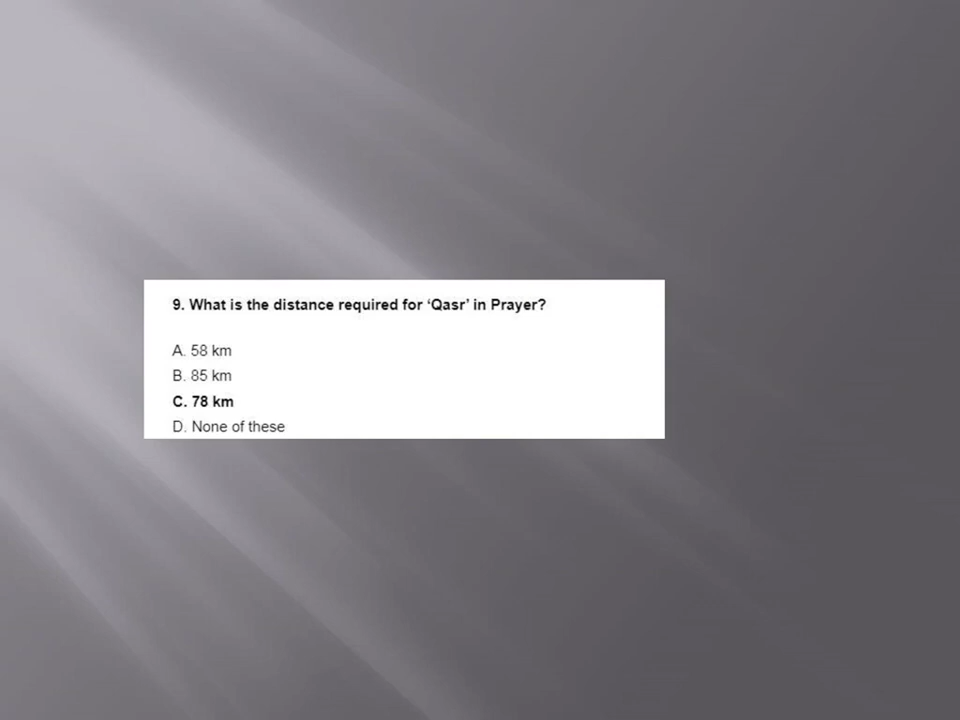 9. What is the distance required for ‘Qasr’ in Prayer?
A. 58 km
B. 85 km
C. 78 km
D. None of these